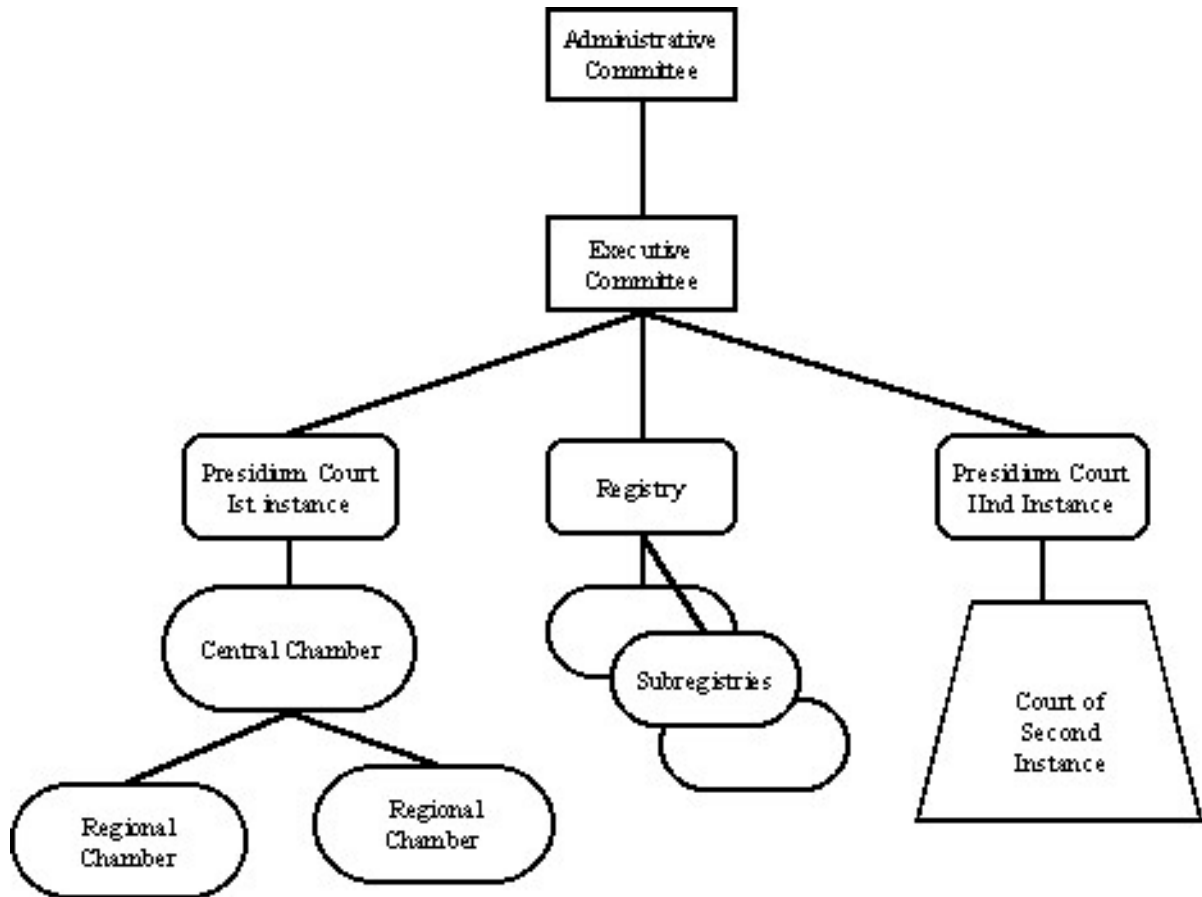 Administrative
Committee
Executive
Committee
Presidium Court
Ist instance
Registry
Presidium Court
IInd Instance
Central Chamber
Subregistries
Court of
Second
Instance
Regional
Chamber
Regional
Chamber